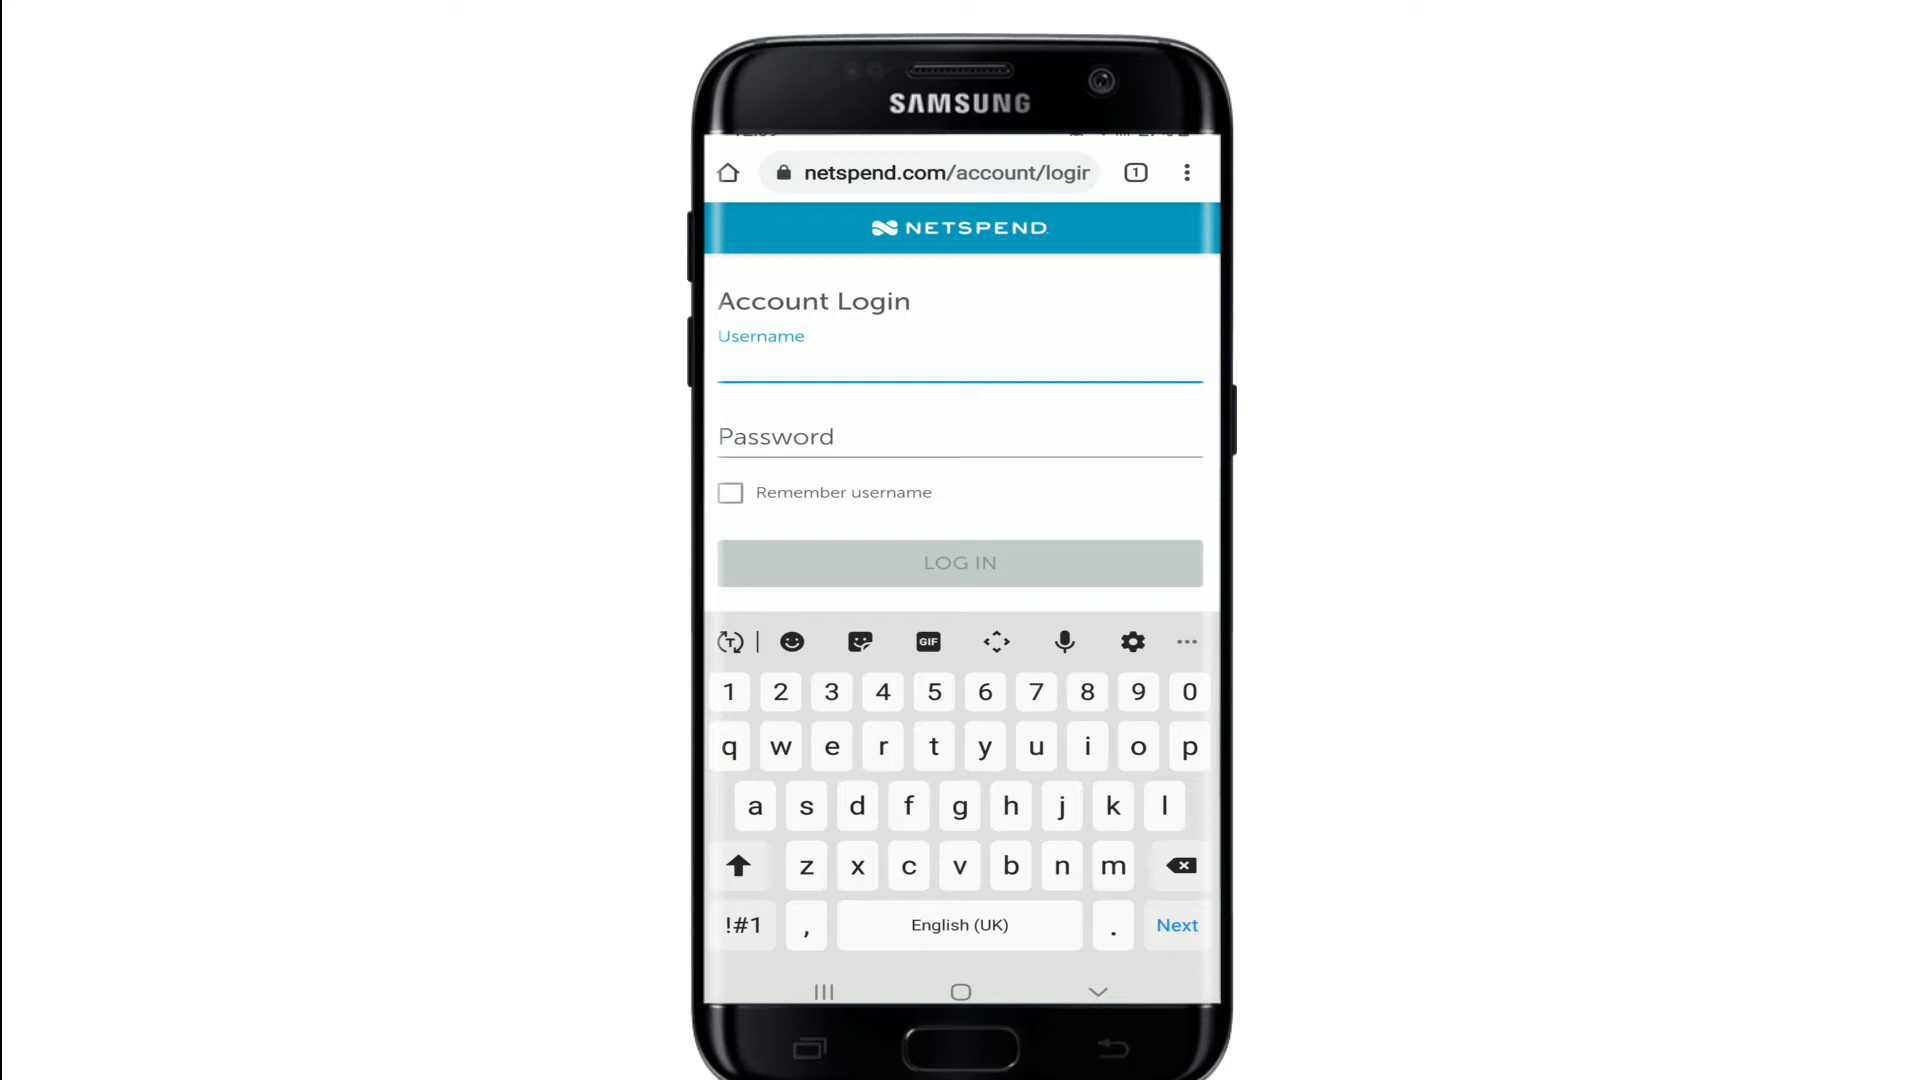 SAMSUNG
netspend.com/account/login 1
NETSPEND
Account Login
Username
Password
Remember username
LOG IN
T GIF
1 2 3 4 5 6 7 8 9 0
q w e r t y u i o p
a s d f g h j k l
z x c v b n m
!#1 , English (UK) . Next